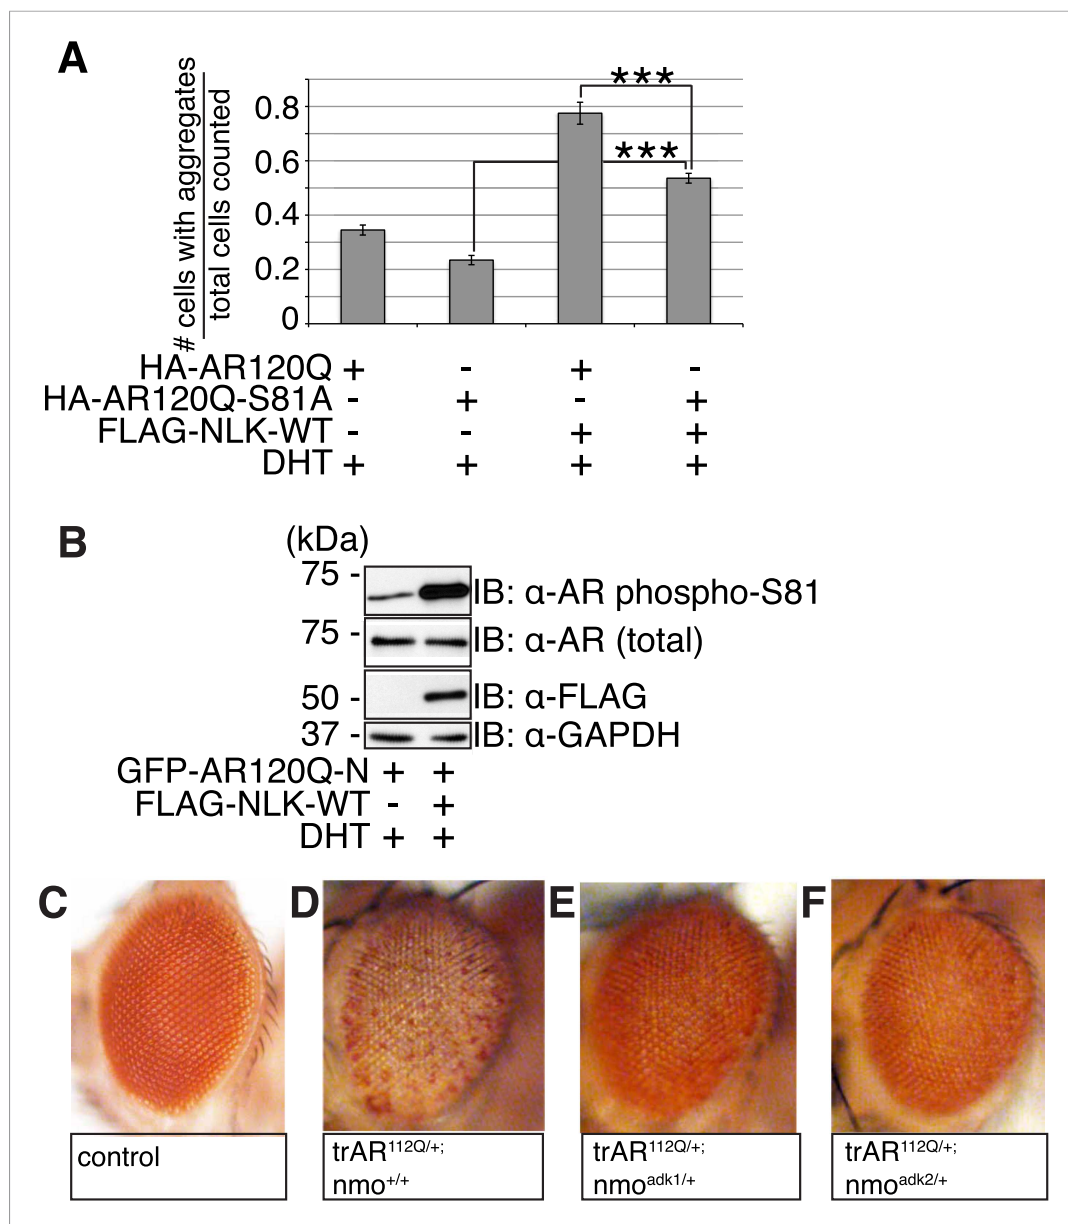 A
# cells with aggregates
total cells counted
0.8
0.6
0.4
0.2
0
***
***
HA-AR120Q + - + -
HA-AR120Q-S81A - + - +
FLAG-NLK-WT - - + +
DHT + + + +
B
(kDa)
75 - IB: α-AR phospho-S81
75 - IB: α-AR (total)
50 - IB: α-FLAG
37 - IB: α-GAPDH
GFP-AR120Q-N + +
FLAG-NLK-WT - +
DHT + +
C
D
E
F
control
trAR112Q/+;
nmo+/+
trAR112Q/+;
nmoadk1/+
trAR112Q/+;
nmoadk2/+